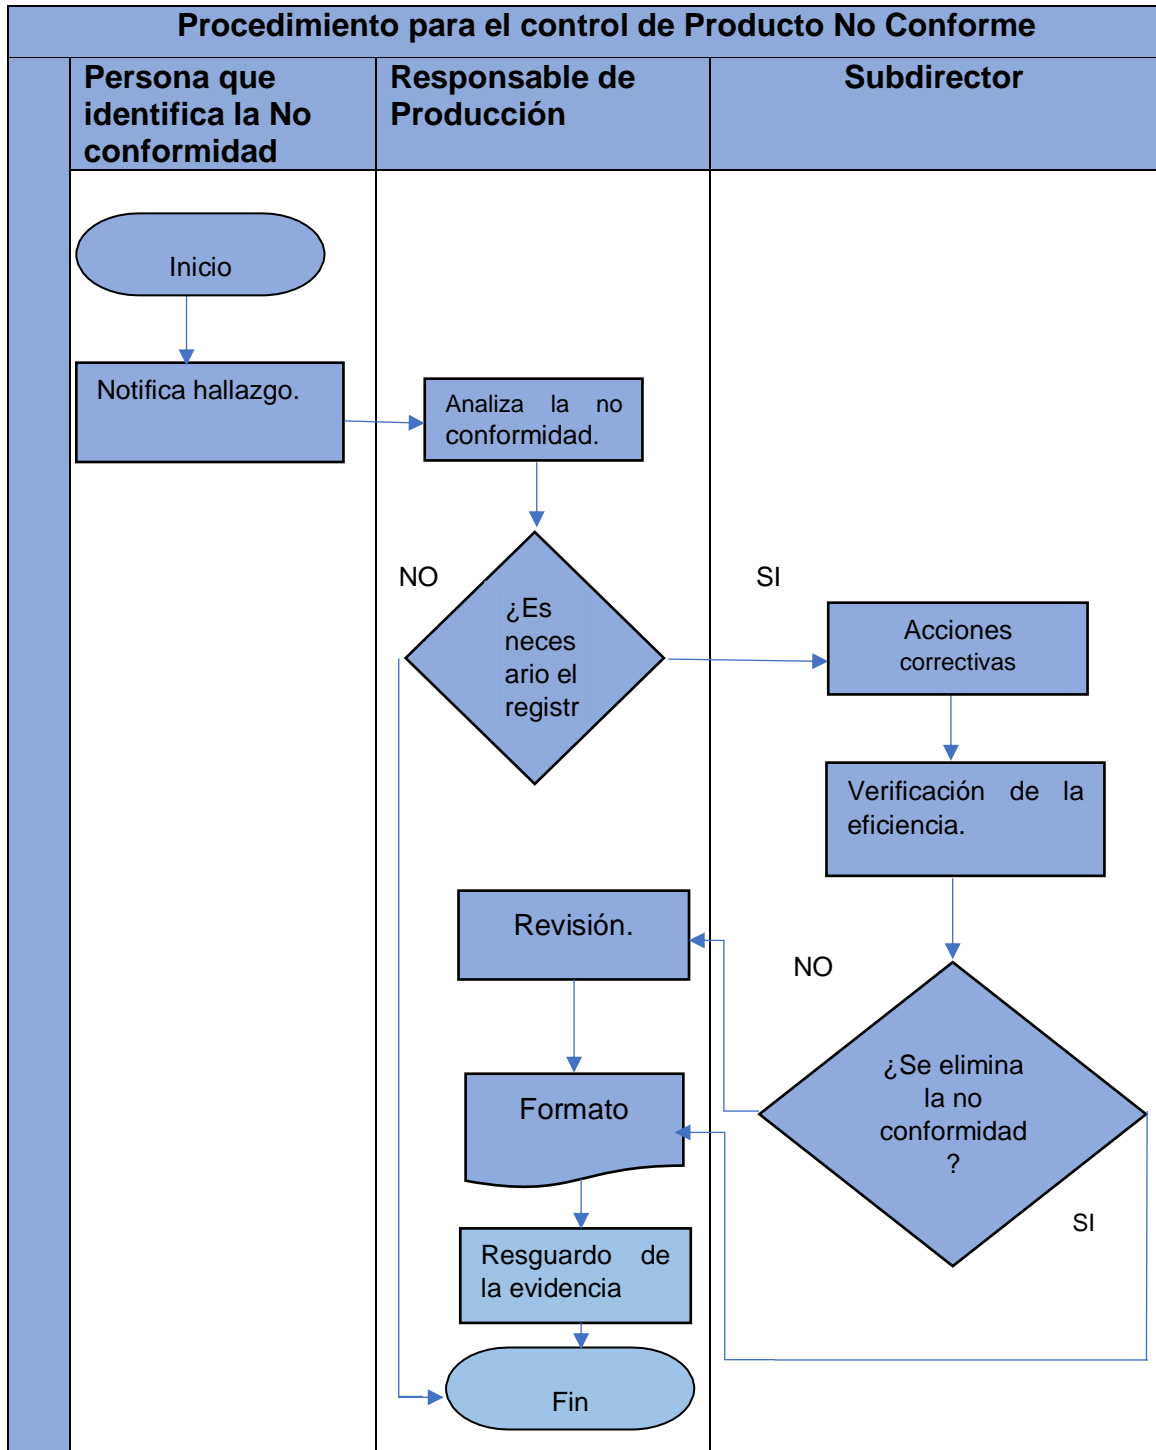 Procedimiento para el control de Producto No Conforme
Persona que
identifica la No
conformidad
Responsable de
Producción
Subdirector
Inicio
Notifica hallazgo.
Analiza la no
conformidad.
NO
¿Es
neces
ario el
registr
SI
Acciones
correctivas
Verificación de la
eficiencia.
Revisión.
NO
¿Se elimina
la no
conformidad
?
SI
Formato
Resguardo de
la evidencia
Fin